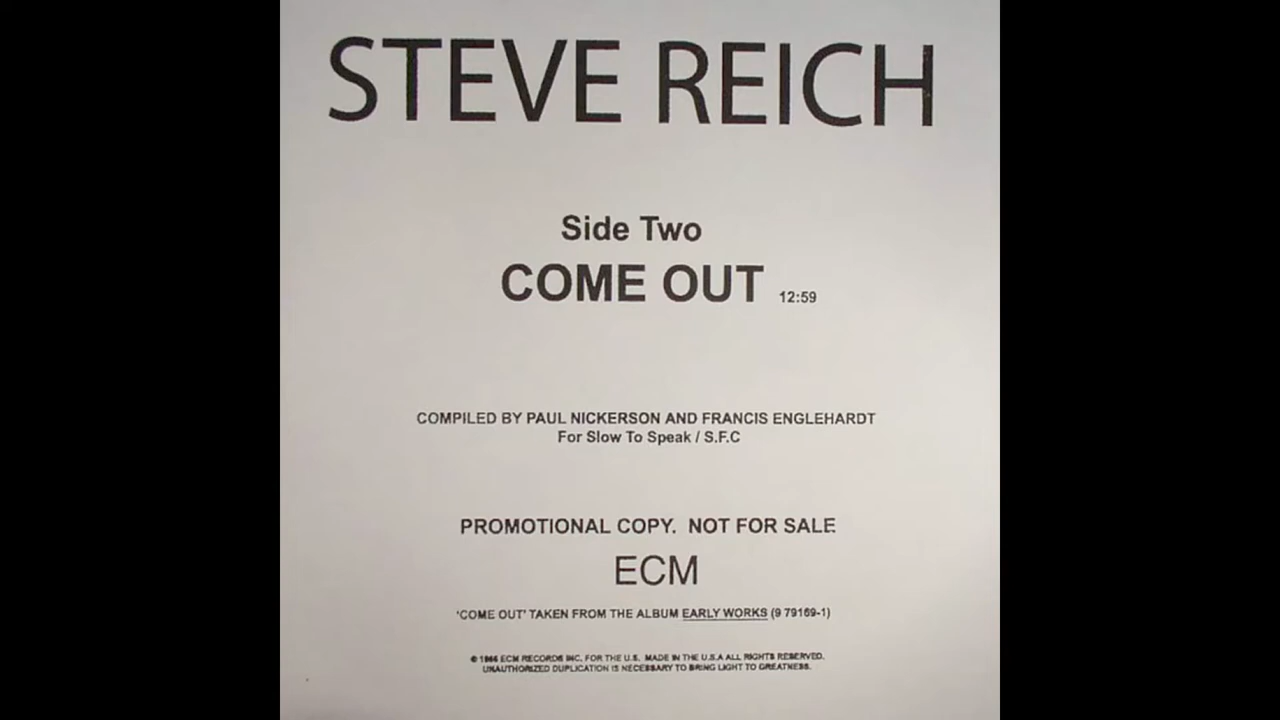 STEVE REICH
Side Two
COME OUT 12:59
COMPILED BY PAUL NICKERSON AND FRANCIS ENGLEHARDT
For Slow To Speak / S.F.C
PROMOTIONAL COPY. NOT FOR SALE
ECM
'COME OUT' TAKEN FROM THE ALBUM EARLY WORKS (9 79169-1)
© 1966 ECM RECORDS INC. FOR THE U.S. MADE IN THE U.S.A ALL RIGHTS RESERVED.
UNAUTHORIZED DUPLICATION IS NECESSARY TO BRING LIGHT TO GREATNESS.